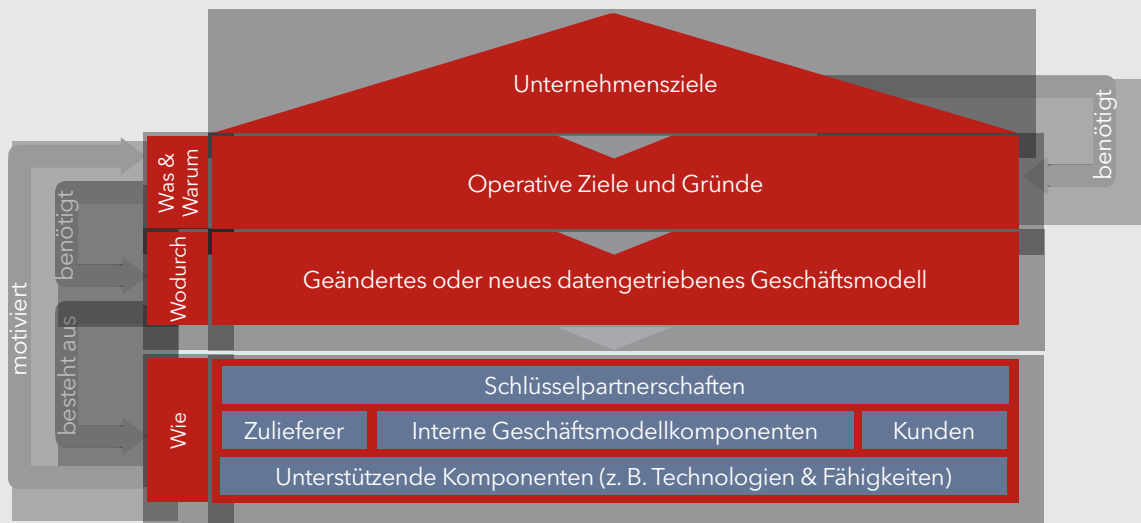 Unternehmensziele
benötigt
Was &
Warum
Operative Ziele und Gründe
benötigt
Wodurch
Geändertes oder neues datengetriebenes Geschäftsmodell
motiviert
besteht aus
Wie
Schlüsselpartnerschaften
Zulieferer
Interne Geschäftsmodellkomponenten
Kunden
Unterstützende Komponenten (z. B. Technologien & Fähigkeiten)